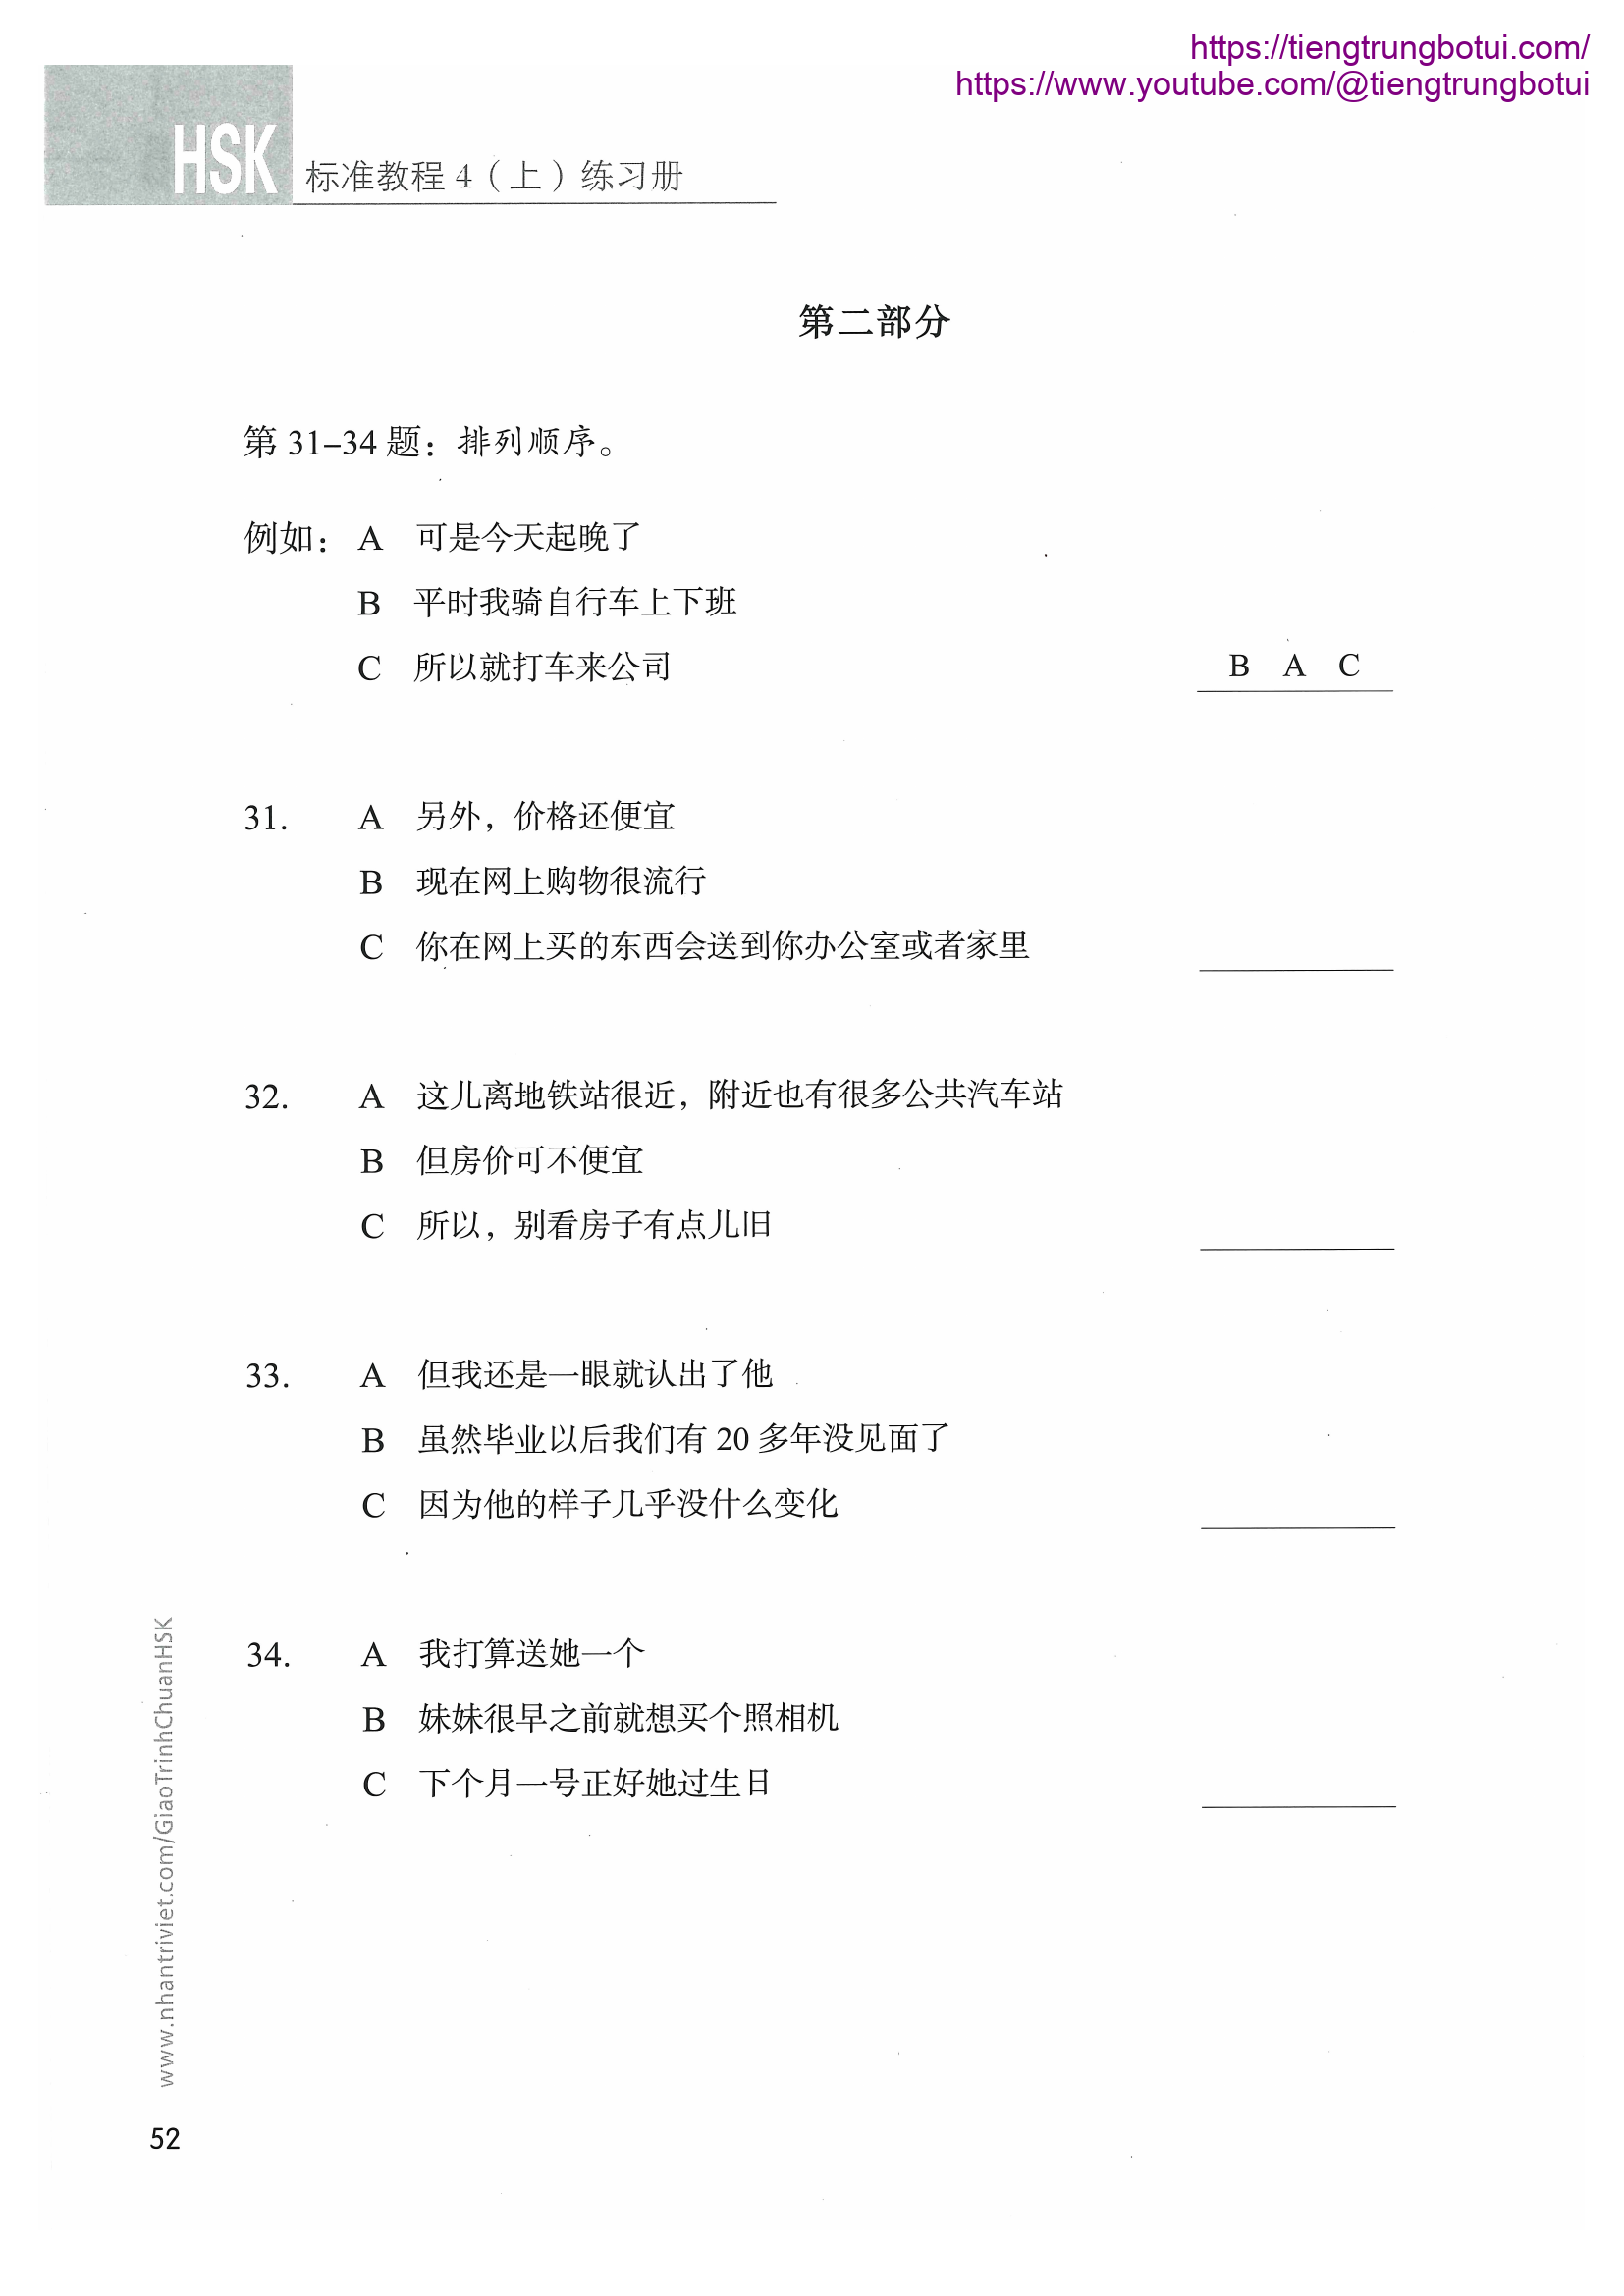 https://tiengtrungbotui.com/
https://www.youtube.com/@tiengtrungbotui
HSK 标准教程 4（上）练习册
第二部分
第 31–34 题：排列顺序。
例如： A 可是今天起晚了
B 平时我骑自行车上下班
C 所以就打车来公司 B A C
31. A 另外，价格还便宜
B 现在网上购物很流行
C 你在网上买的东西会送到你办公室或者家里
32. A 这儿离地铁站很近，附近也有很多公共汽车站
B 但房价可不便宜
C 所以，别看房子有点儿旧
33. A 但我还是一眼就认出了他
B 虽然毕业以后我们有 20 多年没见面了
C 因为他的样子几乎没什么变化
34. A 我打算送她一个
B 妹妹很早之前就想买个照相机
C 下个月一号正好她过生日
www.nhantriviet.com/GiaoTrinhChuanHSK
52